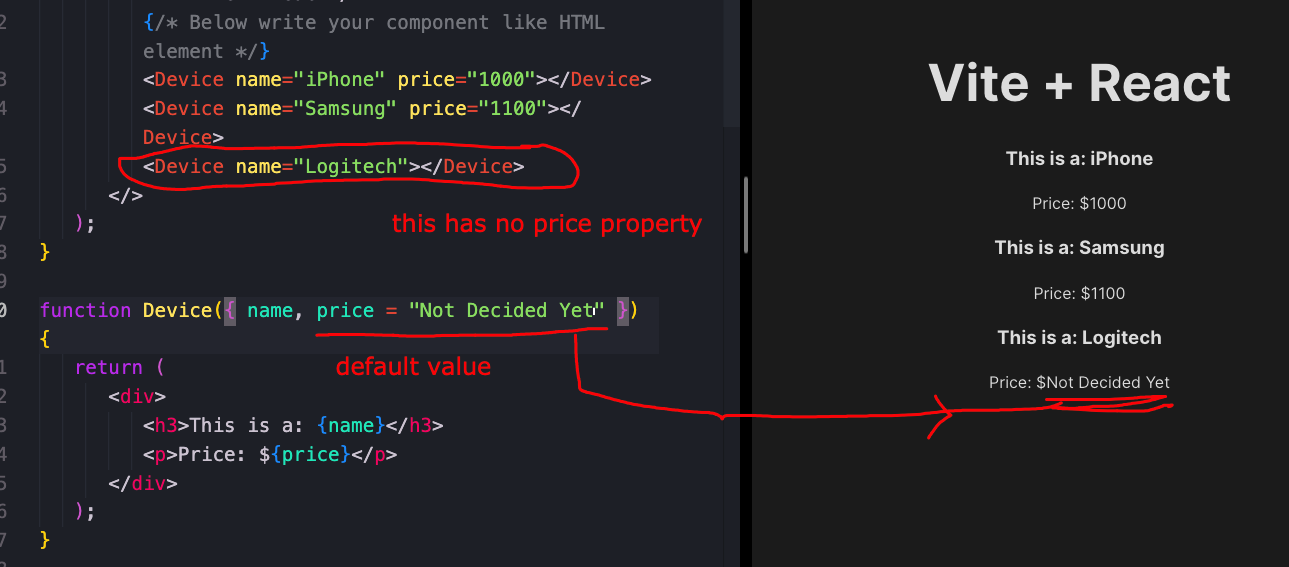 2 {/* Below write your component like HTML
element */}
3 <Device name="iPhone" price="1000"></Device>
4 <Device name="Samsung" price="1100"></
Device>
5 <Device name="Logitech"></Device>
6 </>
7 );
8 }
9
0 function Device({ name, price = "Not Decided Yet" })
{
1 return (
2 <div>
3 <h3>This is a: {name}</h3>
4 <p>Price: ${price}</p>
5 </div>
6 );
7 }
this has no price property
default value
Vite + React
This is a: iPhone
Price: $1000
This is a: Samsung
Price: $1100
This is a: Logitech
Price: $Not Decided Yet